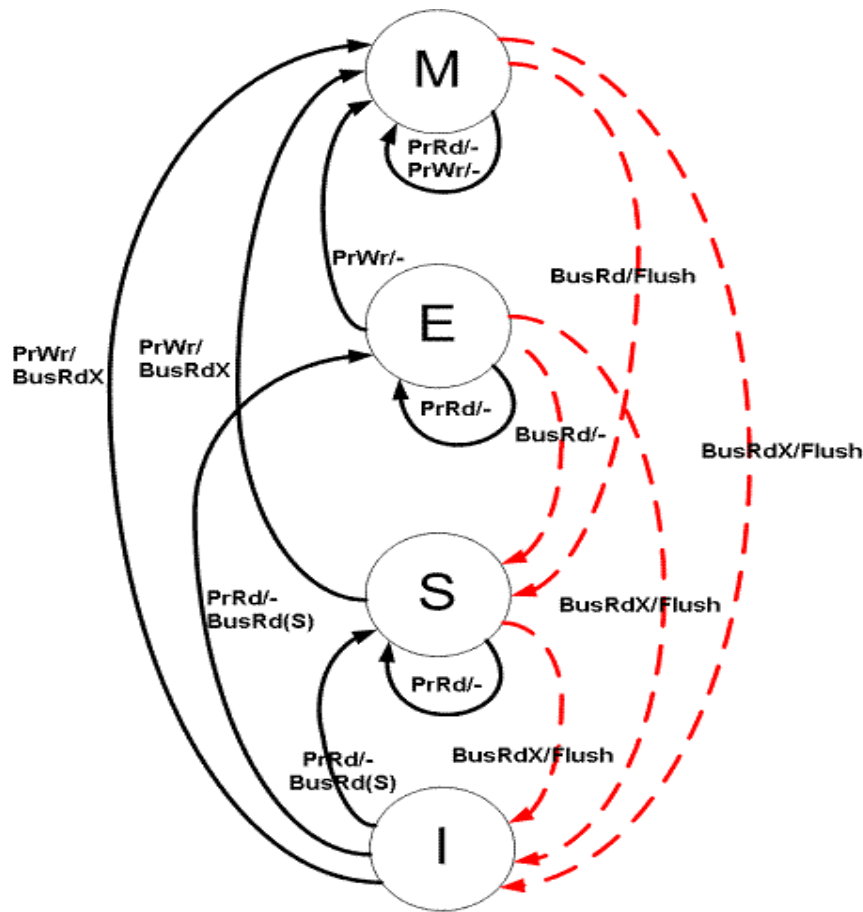 M
PrRd/-
PrWr/-
PrWr/-
BusRd/Flush
E
PrWr/
BusRdX
PrWr/
BusRdX
PrRd/-
BusRd/-
BusRdX/Flush
S
PrRd/-
BusRd(S)
BusRdX/Flush
PrRd/-
PrRd/-
BusRd(S)
BusRdX/Flush
I